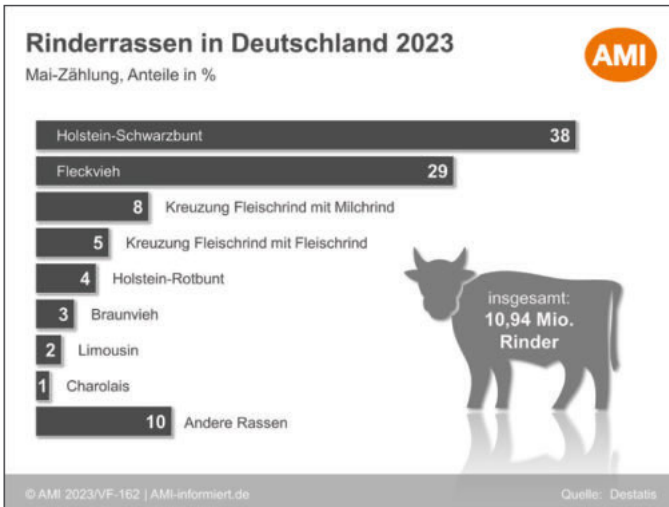 Rinderrassen in Deutschland 2023
AMI
Mai-Zählung, Anteile in %
Holstein-Schwarzbunt 38
Fleckvieh 29
8 Kreuzung Fleischrind mit Milchrind
5 Kreuzung Fleischrind mit Fleischrind
4 Holstein-Rotbunt
3 Braunvieh
2 Limousin
1 Charolais
10 Andere Rassen
insgesamt:
10,94 Mio.
Rinder
© AMI 2023/VF-162 | AMI-informiert.de
Quelle: Destatis